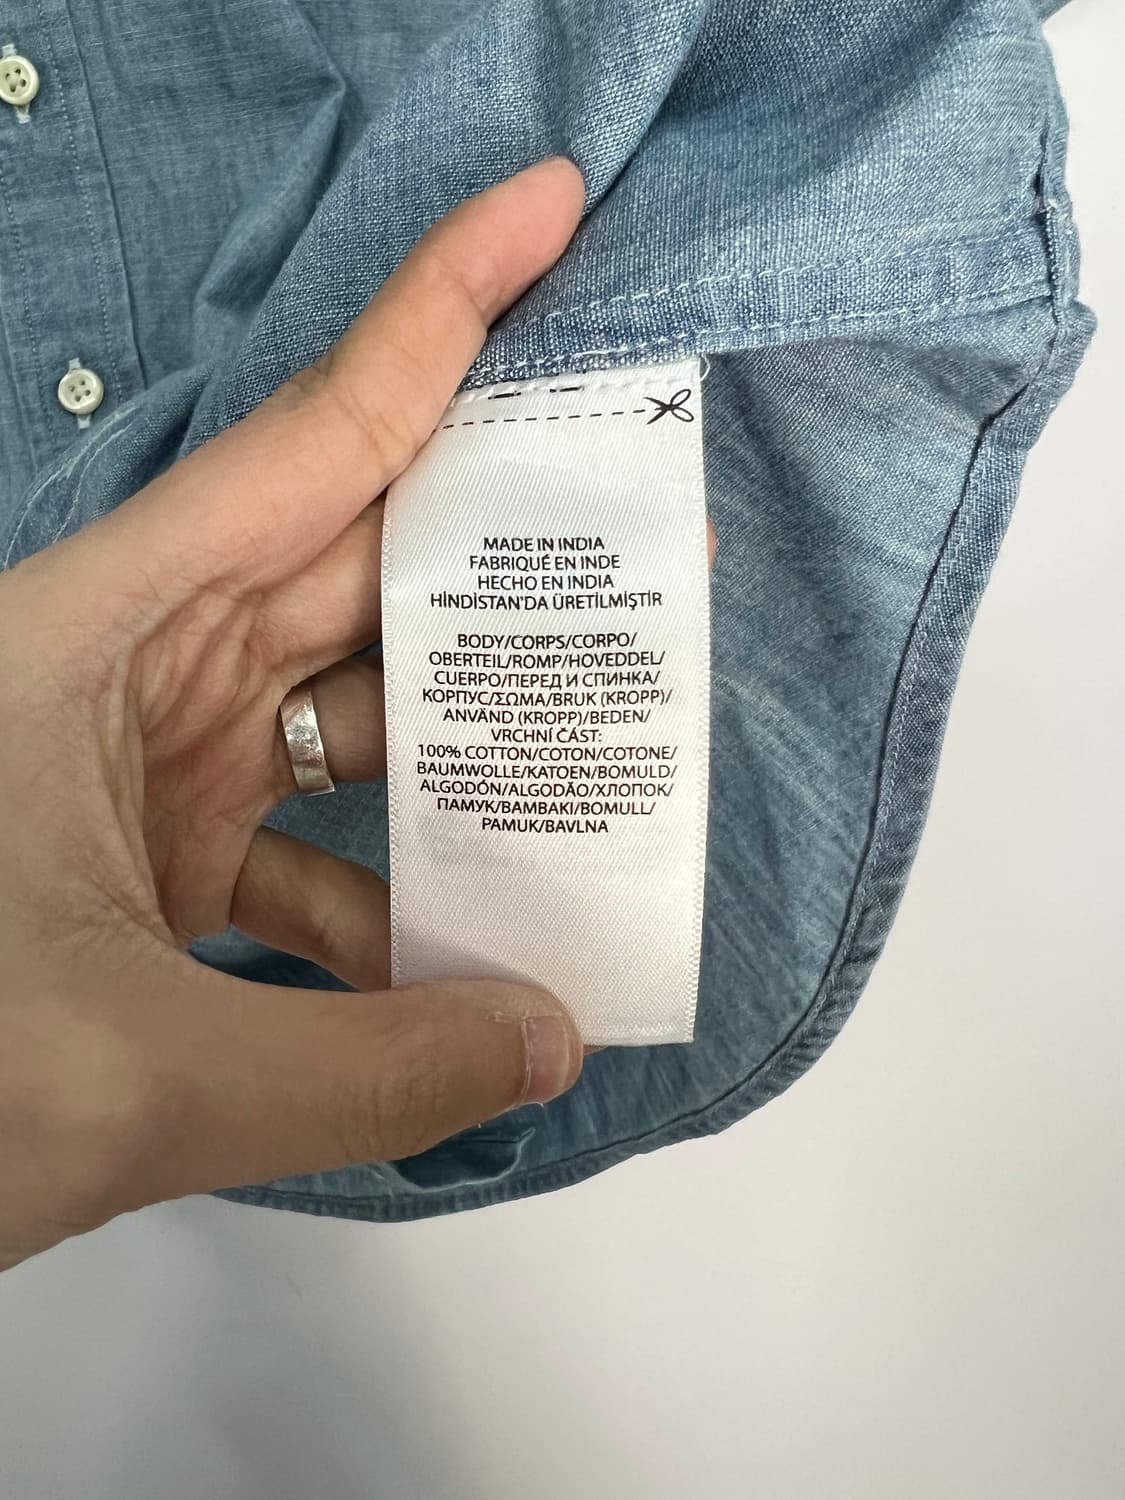 MADE IN INDIA
FABRIQUÉ EN INDE
HECHO EN INDIA
HİNDİSTAN'DA ÜRETİLMİŞTİR
BODY/CORPS/CORPO/
OBERTEIL/ROMP/HOVEDDEL/
CUERPO/ПЕРЕД И СПИНКА/
КОРПУС/ΣΩΜΑ/BRUK (KROPP)/
ANVÄND (KROPP)/BEDEN/
VRCHNÍ ČÁST:
100% COTTON/COTON/COTONE/
BAUMWOLLE/KATOEN/BOMULD/
ALGODÓN/ALGODÃO/ХЛОПОК/
ПАМУК/ΒΑΜΒΑΚΙ/BOMULL/
PAMUK/BAVLNA